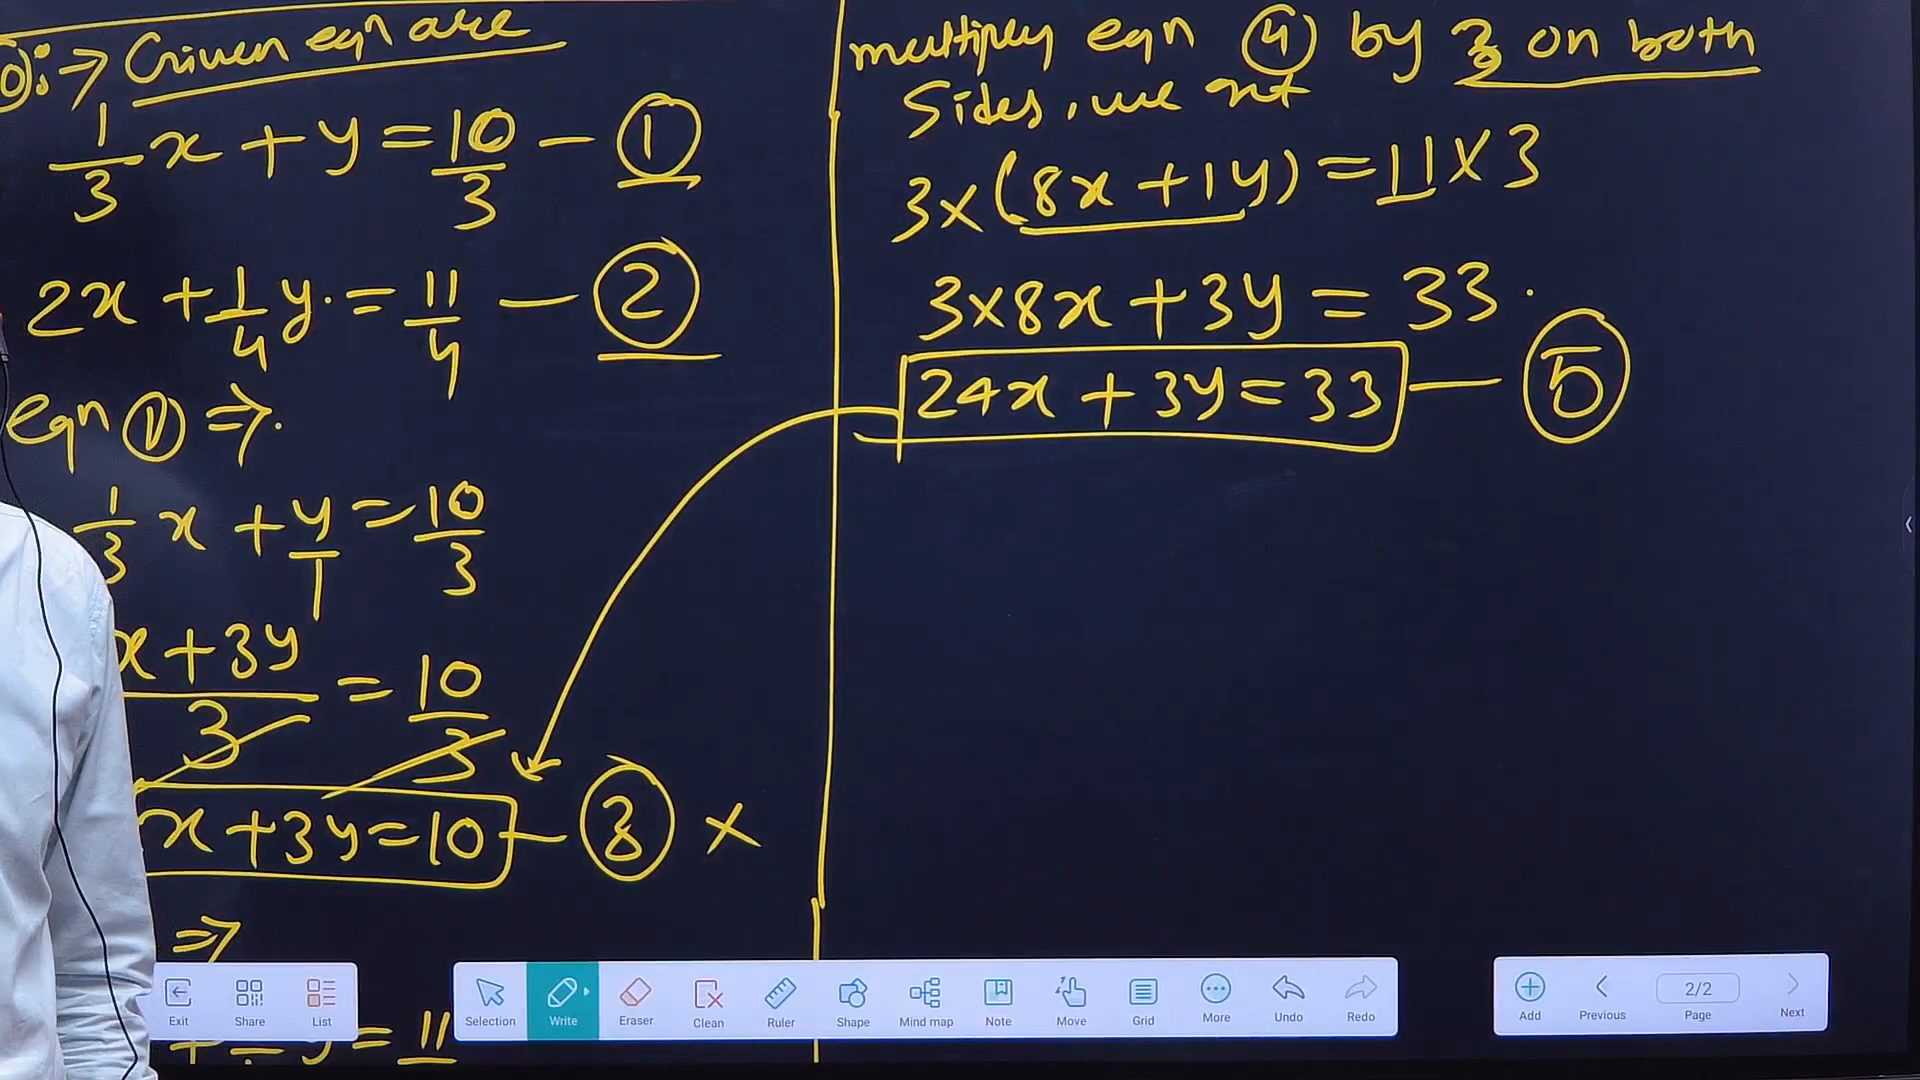 Given eqn are
1/3 x + y = 10/3 — ①
2x + 1/4 y. = 11/4 — ②
eqn ① ⇒.
1/3 x + y/1 = 10/3
x + 3y / 3 = 10/3
x + 3y = 10 — ③ ×
⇒
y = 11
multiply eqn ④ by 3 on both
Sides, we get
3 × (8x + 1y) = 11 × 3
3 × 8x + 3y = 33.
24x + 3y = 33 — ⑤
Exit Share List
Selection Write Eraser Clean Ruler Shape Mind map Note Move Grid More Undo Redo
Add Previous 2/2 Page Next